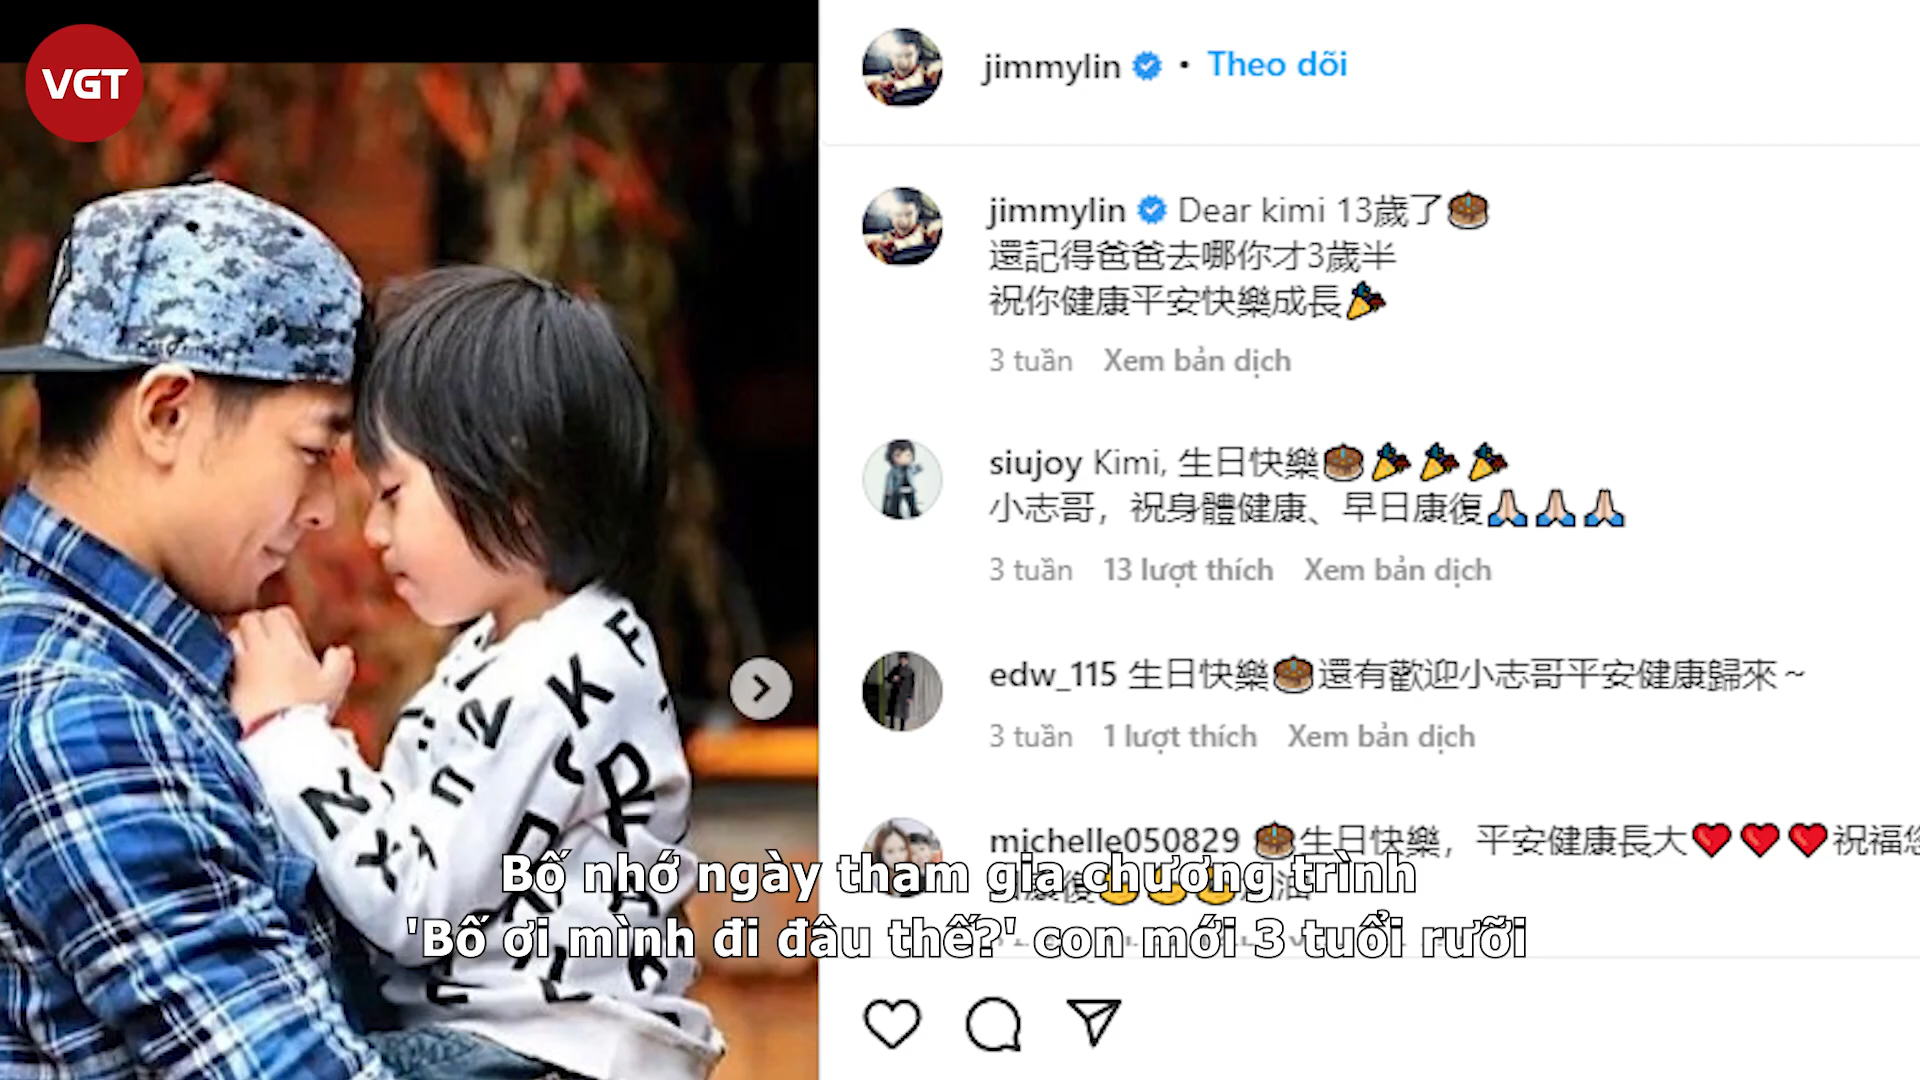 VGT
jimmylin • Theo dõi
jimmylin Dear kimi 13歲了🎂
還記得爸爸去哪你才3歲半
祝你健康平安快樂成長🎉
3 tuần Xem bản dịch
siujoy Kimi, 生日快樂🎂🎉🎉🎉
小志哥，祝身體健康、早日康復🙏🏻🙏🏻🙏🏻
3 tuần 13 lượt thích Xem bản dịch
edw_115 生日快樂🎂還有歡迎小志哥平安健康歸來～
3 tuần 1 lượt thích Xem bản dịch
michelle050829 🎂生日快樂，平安健康長大❤️❤️❤️祝福您
Bố nhớ ngày tham gia chương trình
'Bố ơi mình đi đâu thế?' con mới 3 tuổi rưỡi